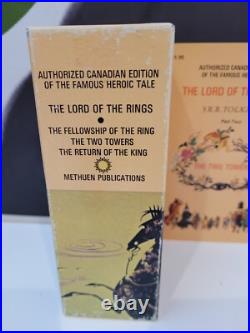 AUTHORIZED CANADIAN EDITION
OF THE FAMOUS HEROIC TALE
THE LORD OF THE RINGS
•
THE FELLOWSHIP OF THE RING
THE TWO TOWERS
THE RETURN OF THE KING
METHUEN PUBLICATIONS
AUTHORIZED CANADIAN
OF THE FAMOUS H
THE LORD OF
Part Two
THE TWO TOWERS